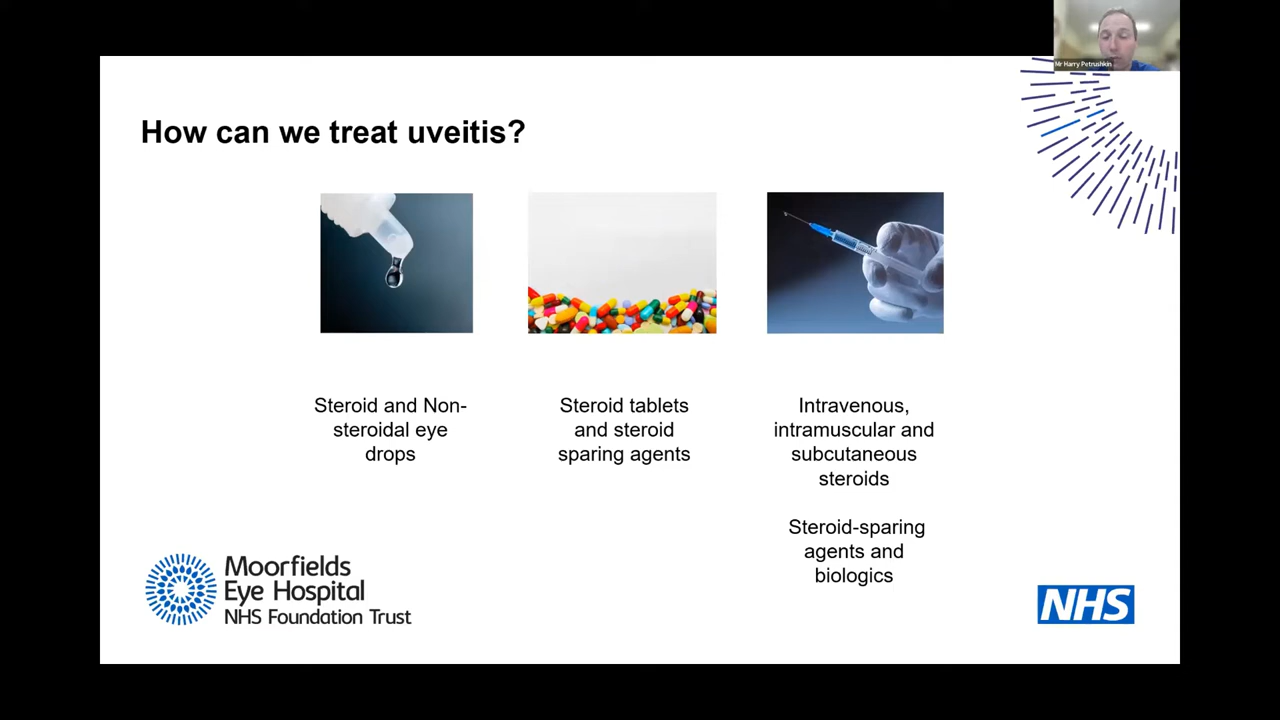 Mr Harry Petrushkin
How can we treat uveitis?
Steroid and Non-
steroidal eye
drops
Steroid tablets
and steroid
sparing agents
Intravenous,
intramuscular and
subcutaneous
steroids
Steroid-sparing
agents and
biologics
Moorfields
Eye Hospital
NHS Foundation Trust
NHS